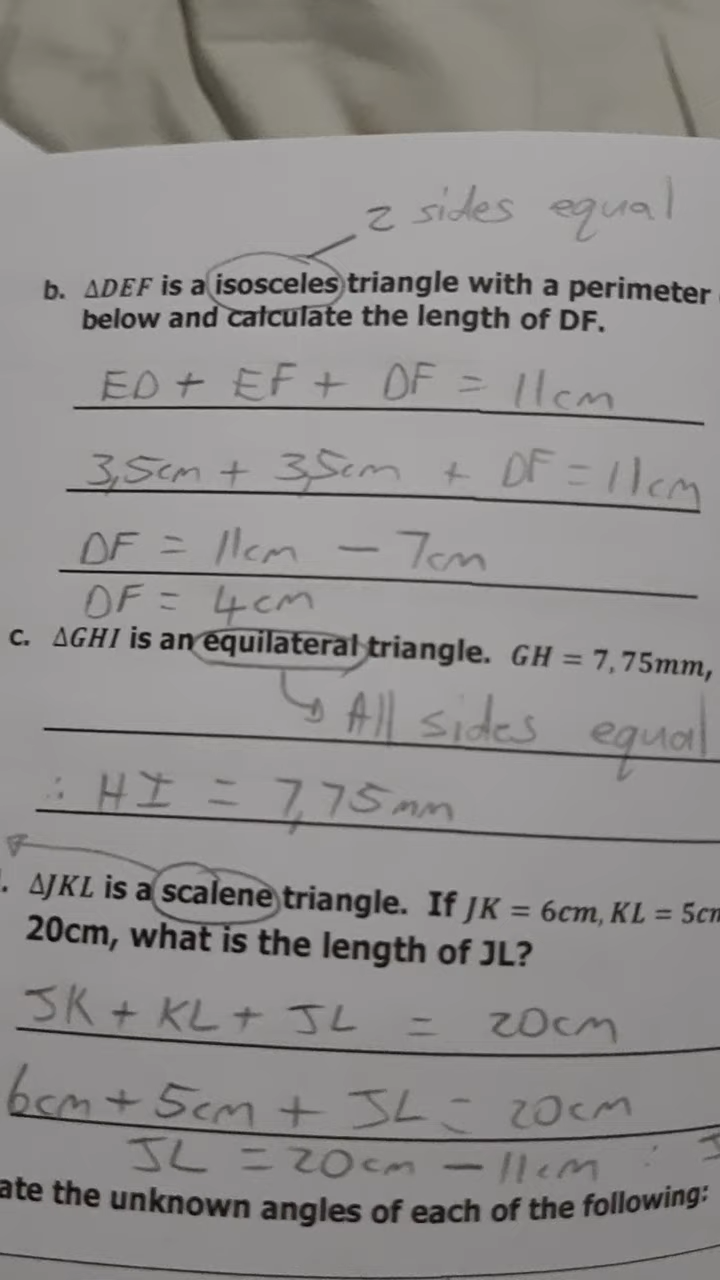 2 sides equal
b. ΔDEF is a isosceles triangle with a perimeter
below and calculate the length of DF.
ED + EF + DF = 11cm
3,5cm + 3,5cm + DF = 11cm
DF = 11cm - 7cm
DF = 4cm
c. ΔGHI is an equilateral triangle. GH = 7,75mm,
All sides equal
∴ HI = 7,75mm
. ΔJKL is a scalene triangle. If JK = 6cm, KL = 5cm
20cm, what is the length of JL?
JK + KL + JL = 20cm
6cm + 5cm + JL = 20cm
JL = 20cm - 11cm ∴
ate the unknown angles of each of the following: